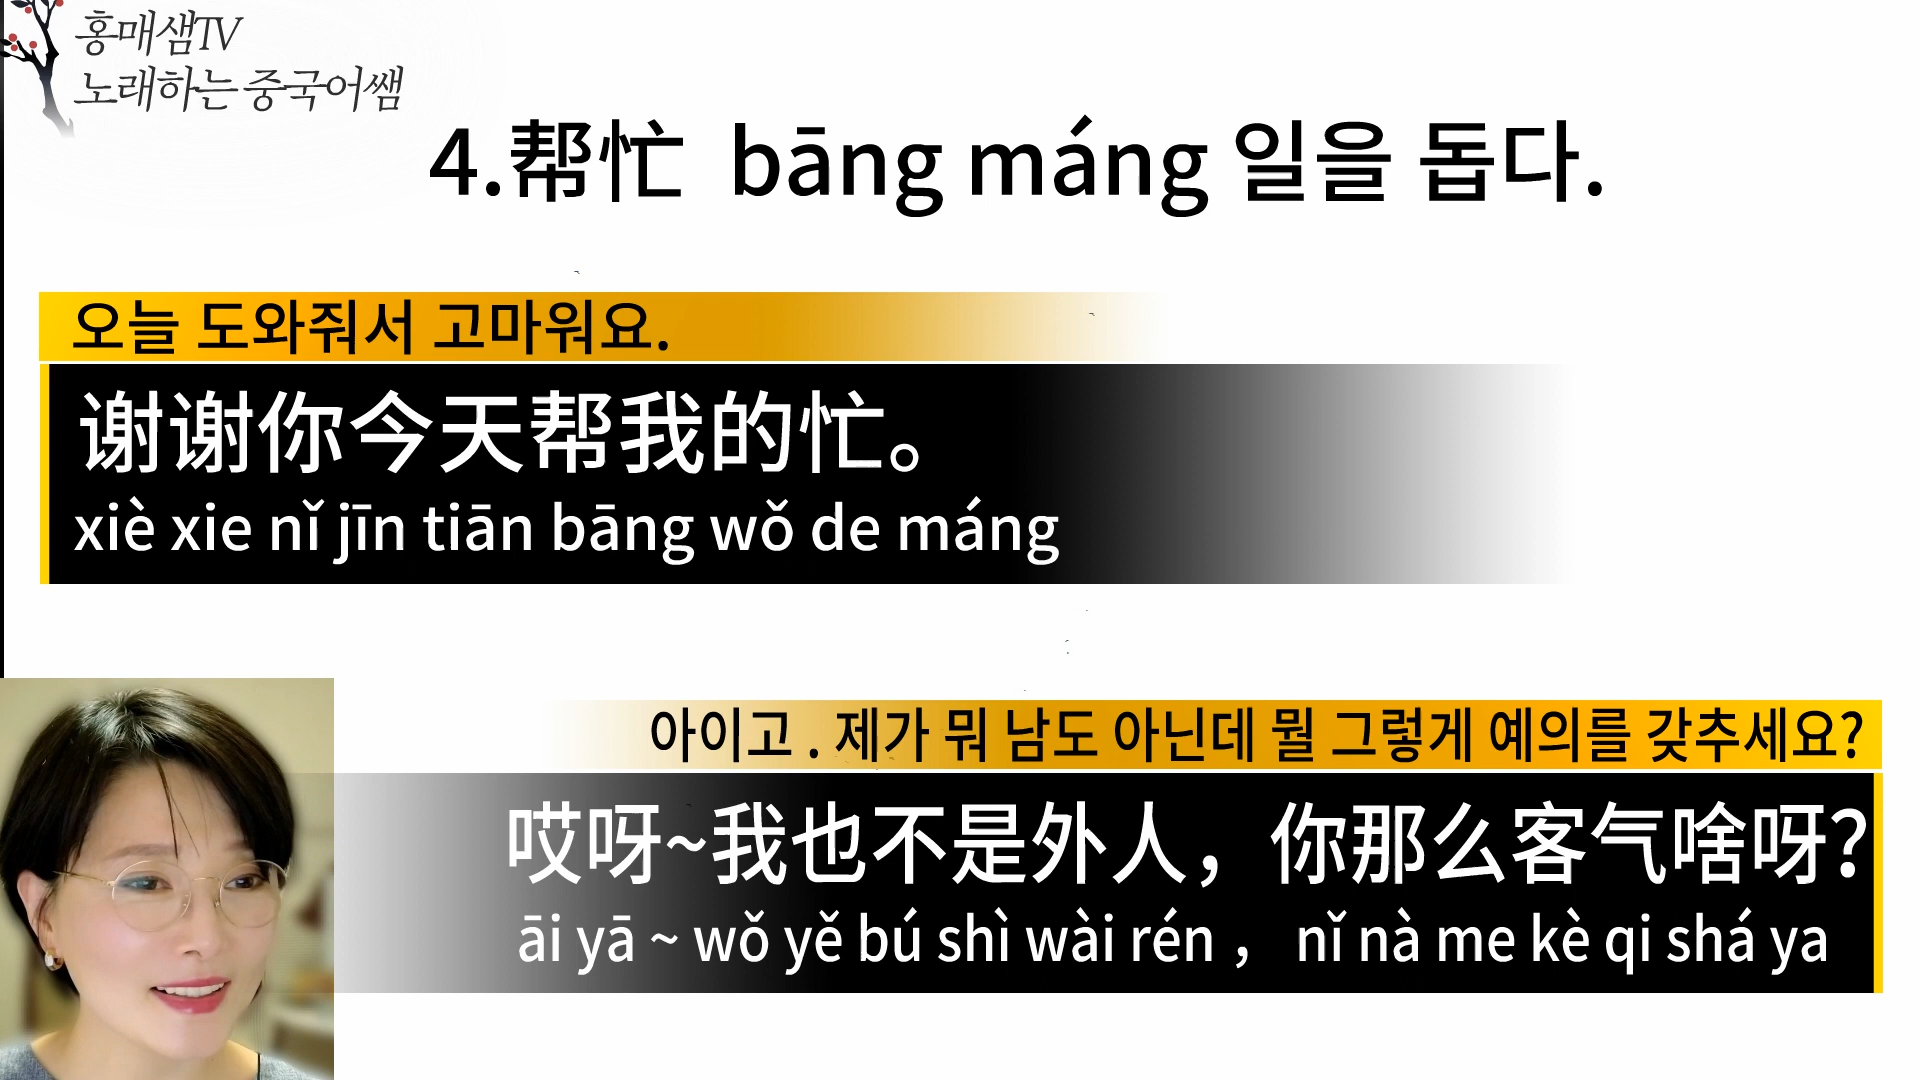 홍매샘TV
노래하는 중국어쌤
4.帮忙 bāng máng 일을 돕다.
오늘 도와줘서 고마워요.
谢谢你今天帮我的忙。
xiè xie nǐ jīn tiān bāng wǒ de máng
아이고 . 제가 뭐 남도 아닌데 뭘 그렇게 예의를 갖추세요?
哎呀~我也不是外人，你那么客气啥呀?
āi yā ~ wǒ yě bú shì wài rén ， nǐ nà me kè qi shá ya